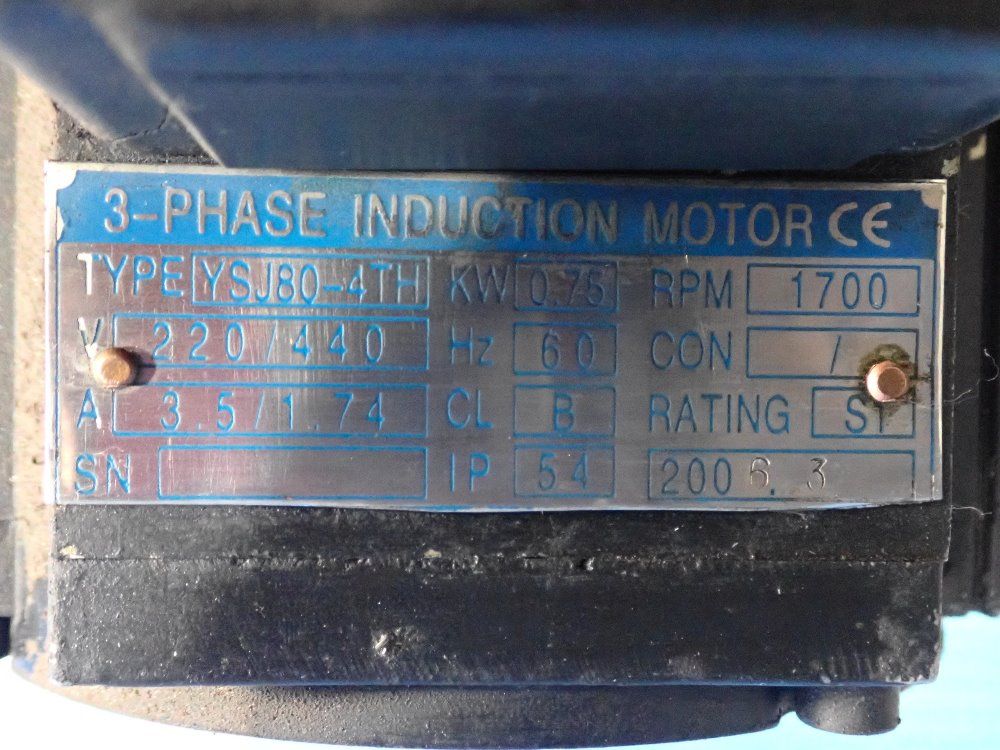 3-PHASE INDUCTION MOTOR CE
TYPE YSJ80-4TH KW 0.75 RPM 1700
V 220/440 Hz 60 CON /
A 3.5/1.74 CL B RATING S1
SN IP 54 2006.3